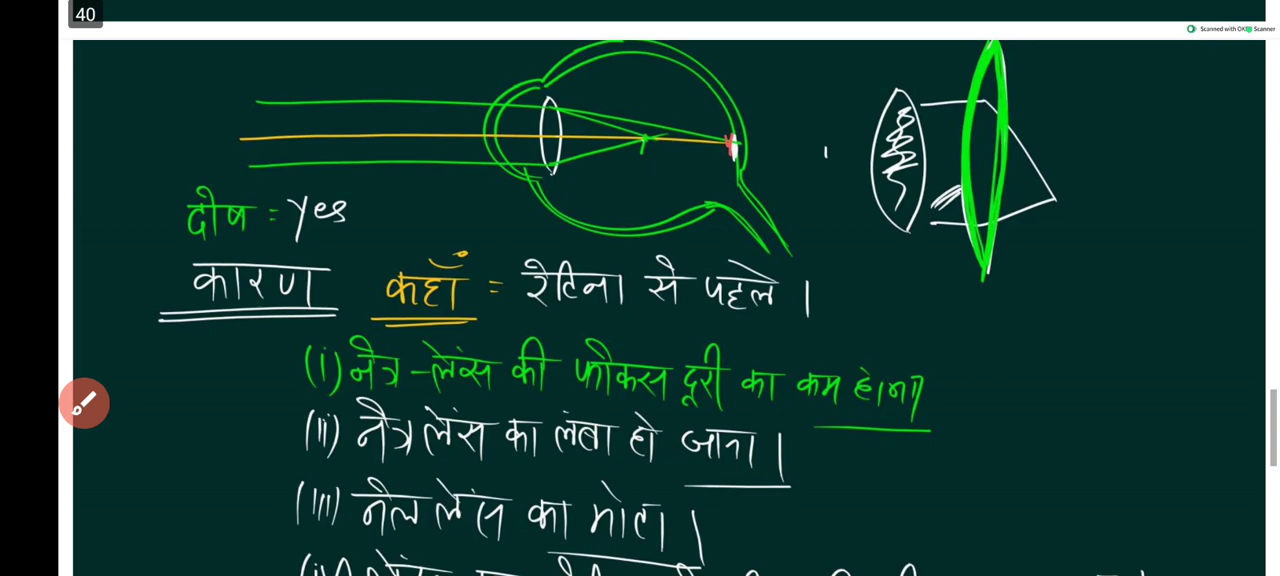 40
Scanned with OKEN Scanner
दोष = Yes
कारण कहाँ = रेटिना से पहले ।
(i) नेत्र-लेंस की फोकस दूरी का कम होना
(ii) नेत्र लेंस का लंबा हो जाना ।
(iii) नेत्र लेंस का मोटा ।